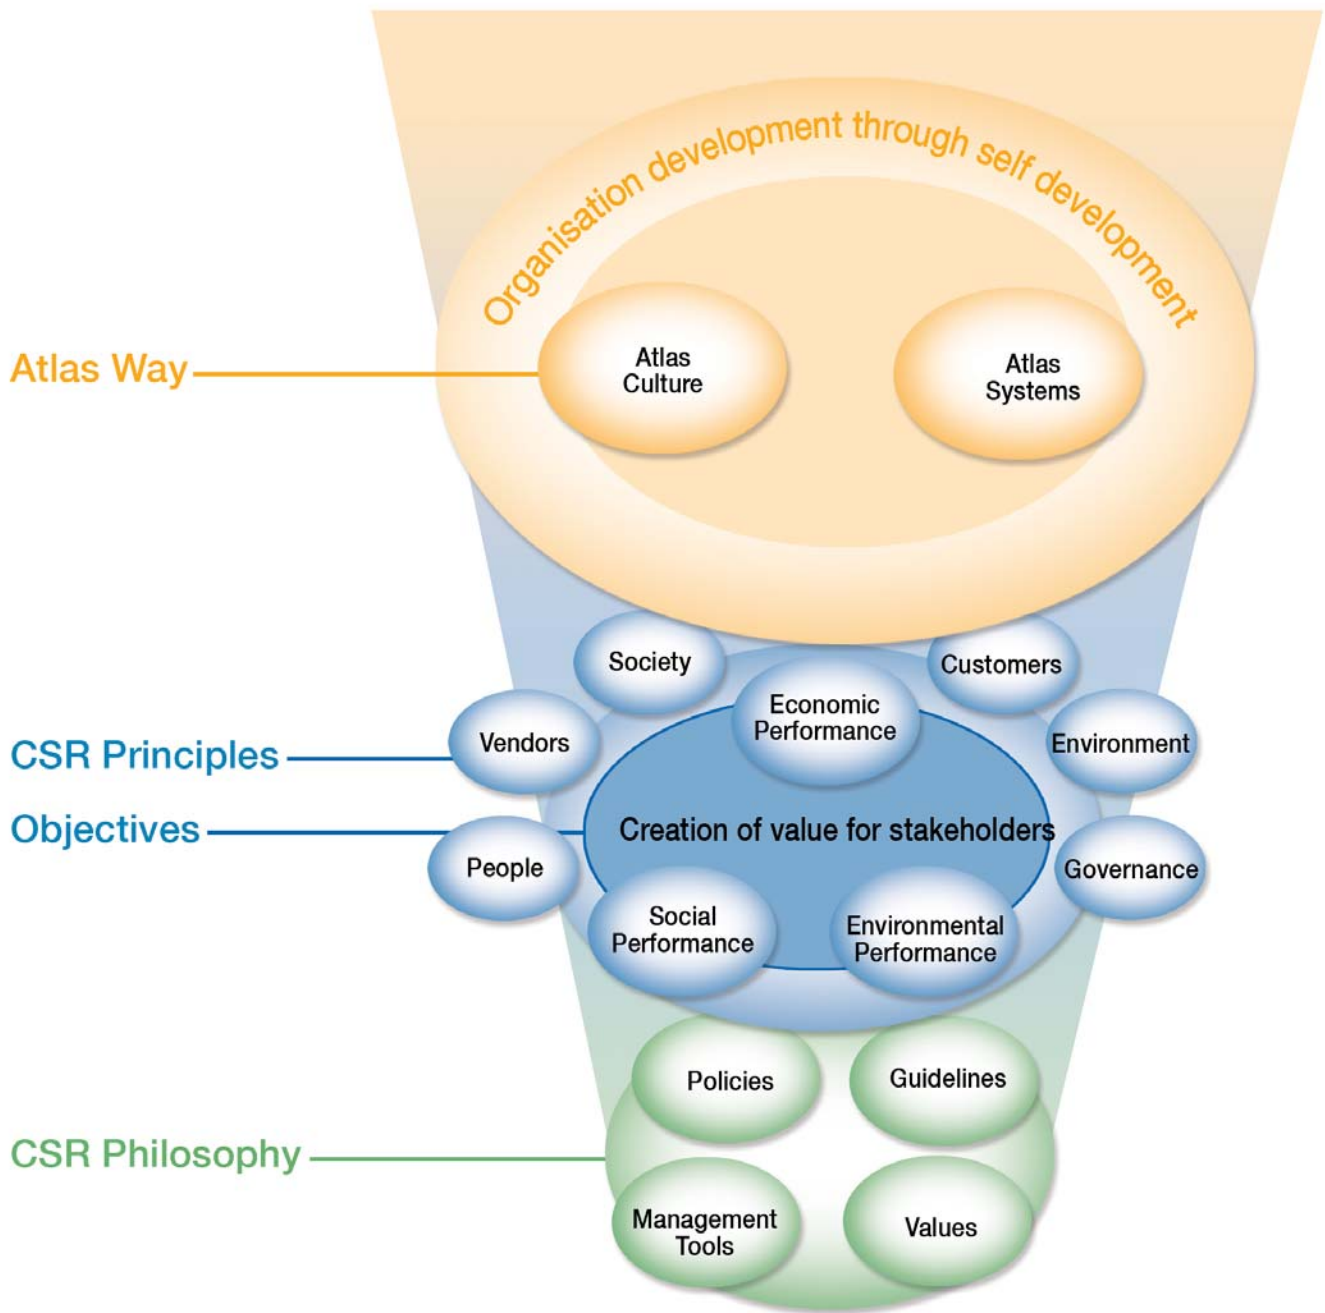 Organisation development through self development
Atlas Way
Atlas
Culture
Atlas
Systems
Society
Customers
Economic
Performance
Vendors
Environment
CSR Principles
Objectives
Creation of value for stakeholders
People
Governance
Social
Performance
Environmental
Performance
Policies
Guidelines
CSR Philosophy
Management
Tools
Values